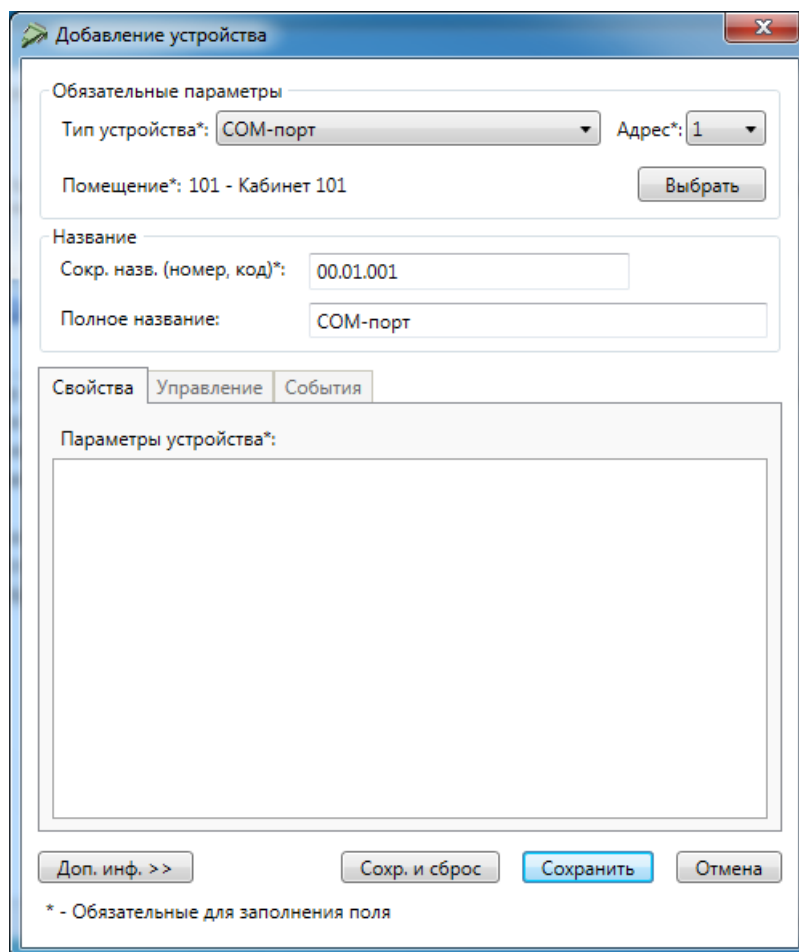 Добавление устройства
Обязательные параметры
Тип устройства*: COM-порт Адрес*: 1
Помещение*: 101 - Кабинет 101 Выбрать
Название
Сокр. назв. (номер, код)*: 00.01.001
Полное название: COM-порт
Свойства Управление События
Параметры устройства*:
Доп. инф. >> Сохр. и сброс Сохранить Отмена
* - Обязательные для заполнения поля